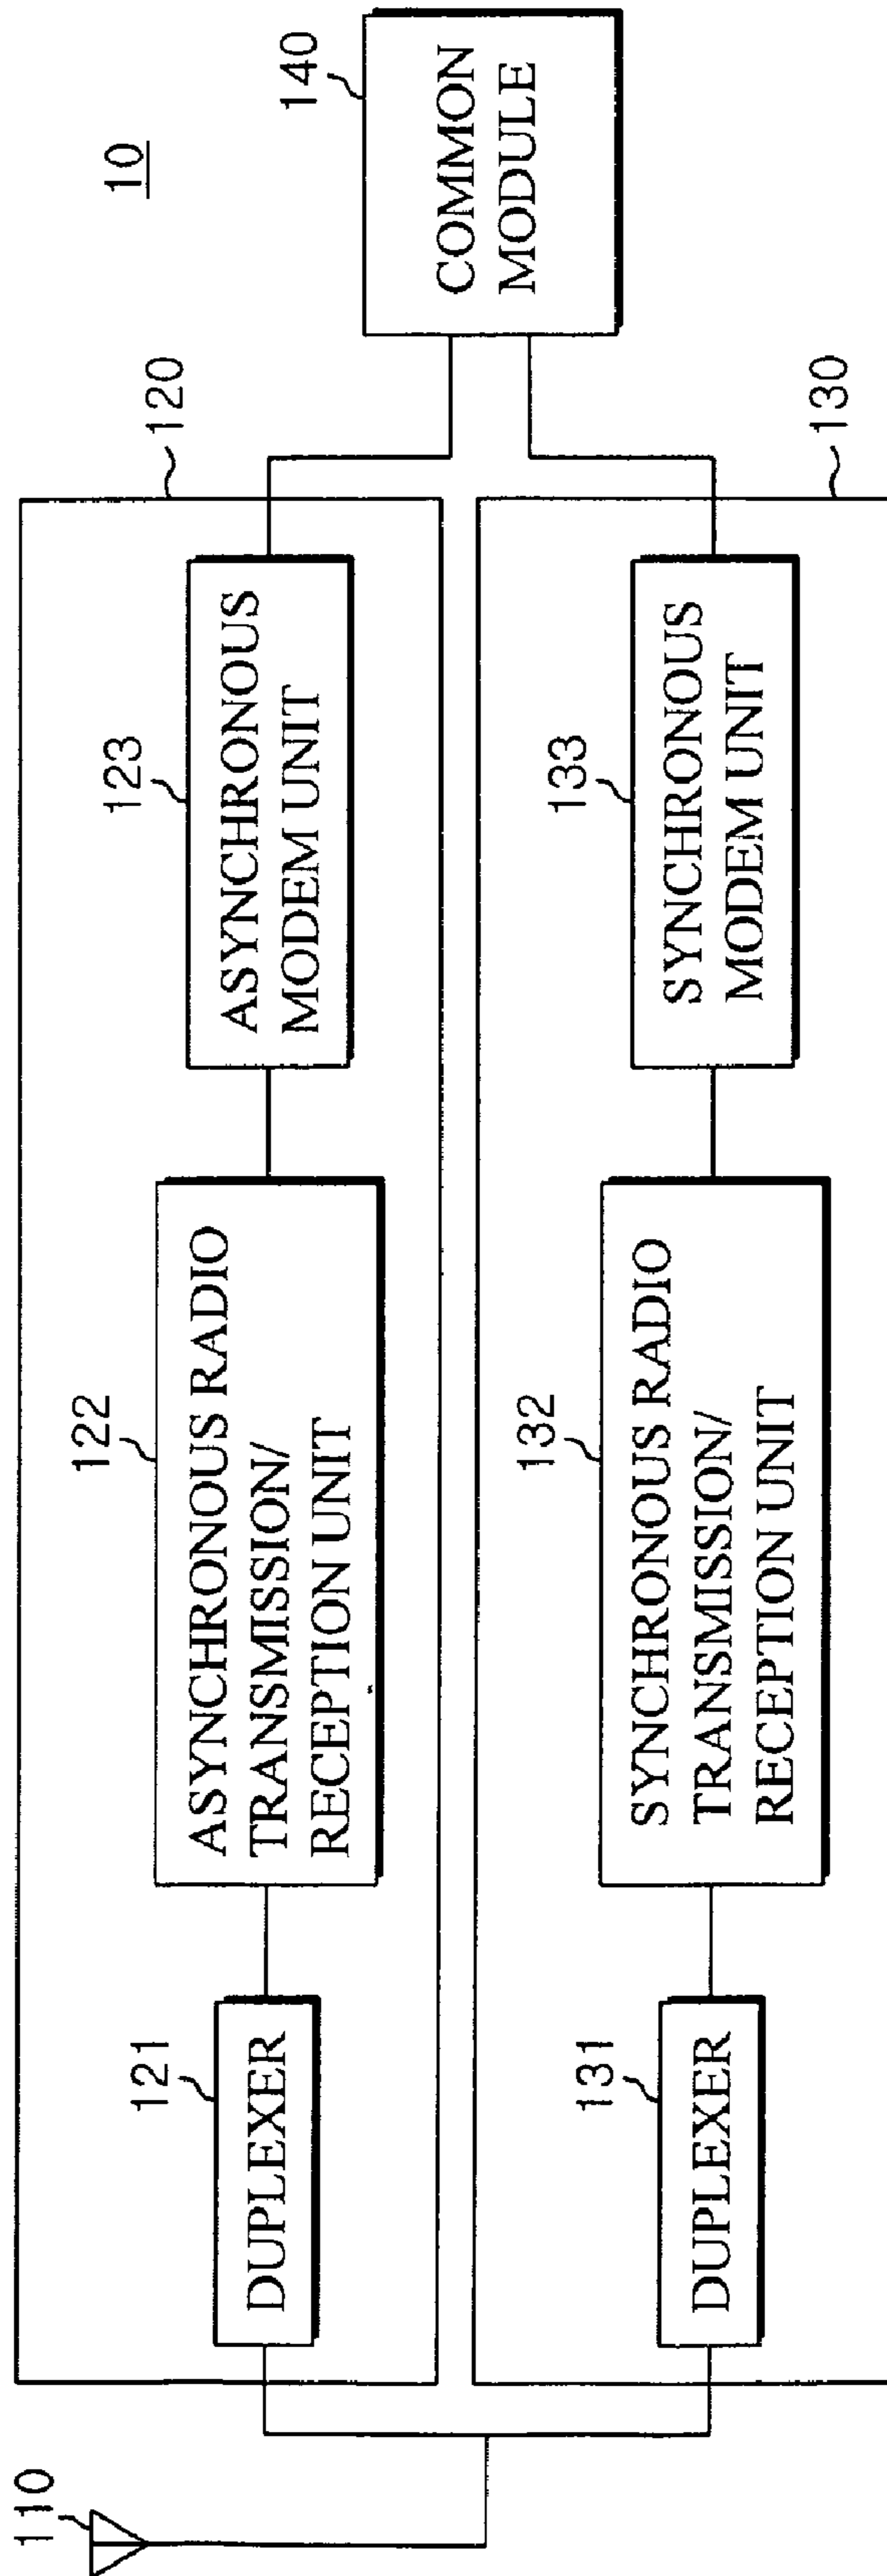 10
110
120
121
DUPLEXER
122
ASYNCHRONOUS RADIO
TRANSMISSION/
RECEPTION UNIT
123
ASYNCHRONOUS
MODEM UNIT
140
COMMON
MODULE
130
131
DUPLEXER
132
SYNCHRONOUS RADIO
TRANSMISSION/
RECEPTION UNIT
133
SYNCHRONOUS
MODEM UNIT